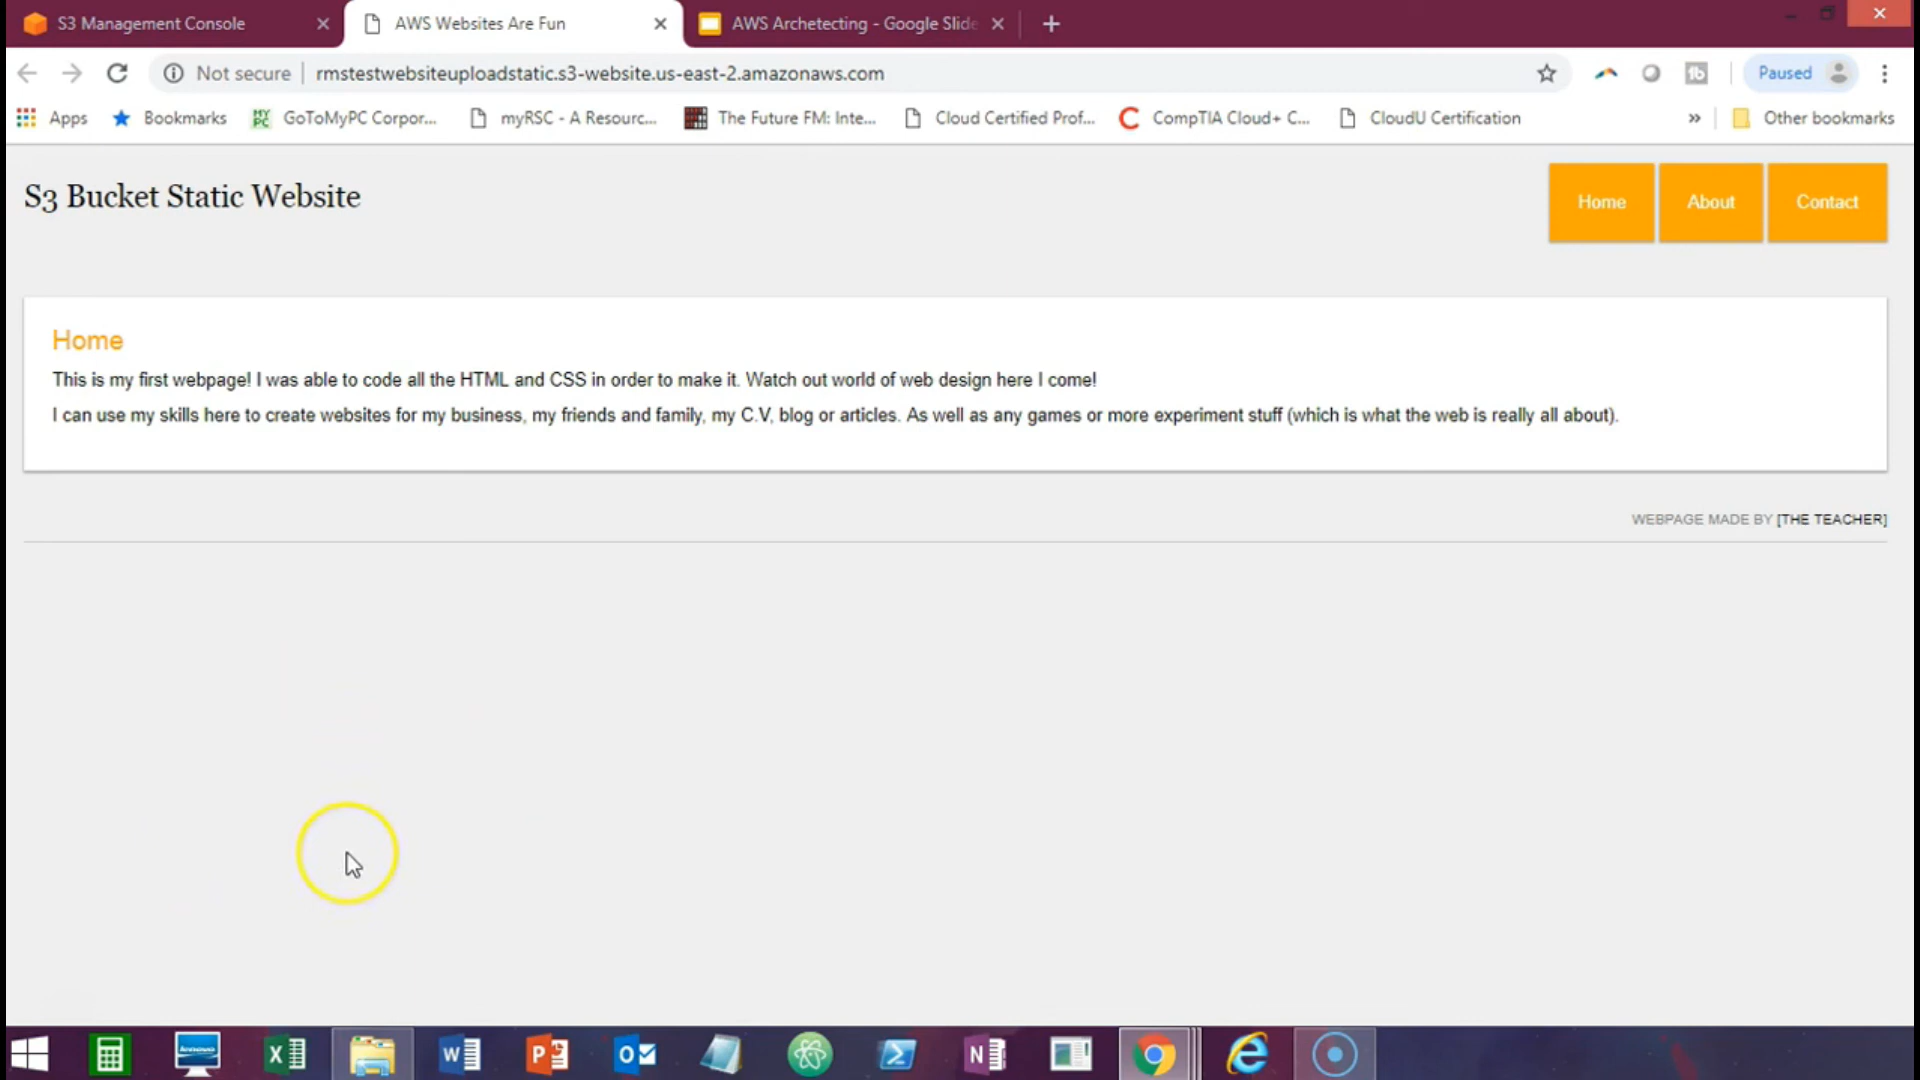 S3 Management Console
AWS Websites Are Fun
AWS Archetecting - Google Slide
Not secure
rmstestwebsiteuploadstatic.s3-website.us-east-2.amazonaws.com
Paused
Apps
Bookmarks
GoToMyPC Corpor...
myRSC - A Resourc...
The Future FM: Inte...
Cloud Certified Prof...
CompTIA Cloud+ C...
CloudU Certification
Other bookmarks
S3 Bucket Static Website
Home
About
Contact
Home
This is my first webpage! I was able to code all the HTML and CSS in order to make it. Watch out world of web design here I come!
I can use my skills here to create websites for my business, my friends and family, my C.V, blog or articles. As well as any games or more experiment stuff (which is what the web is really all about).
WEBPAGE MADE BY [THE TEACHER]